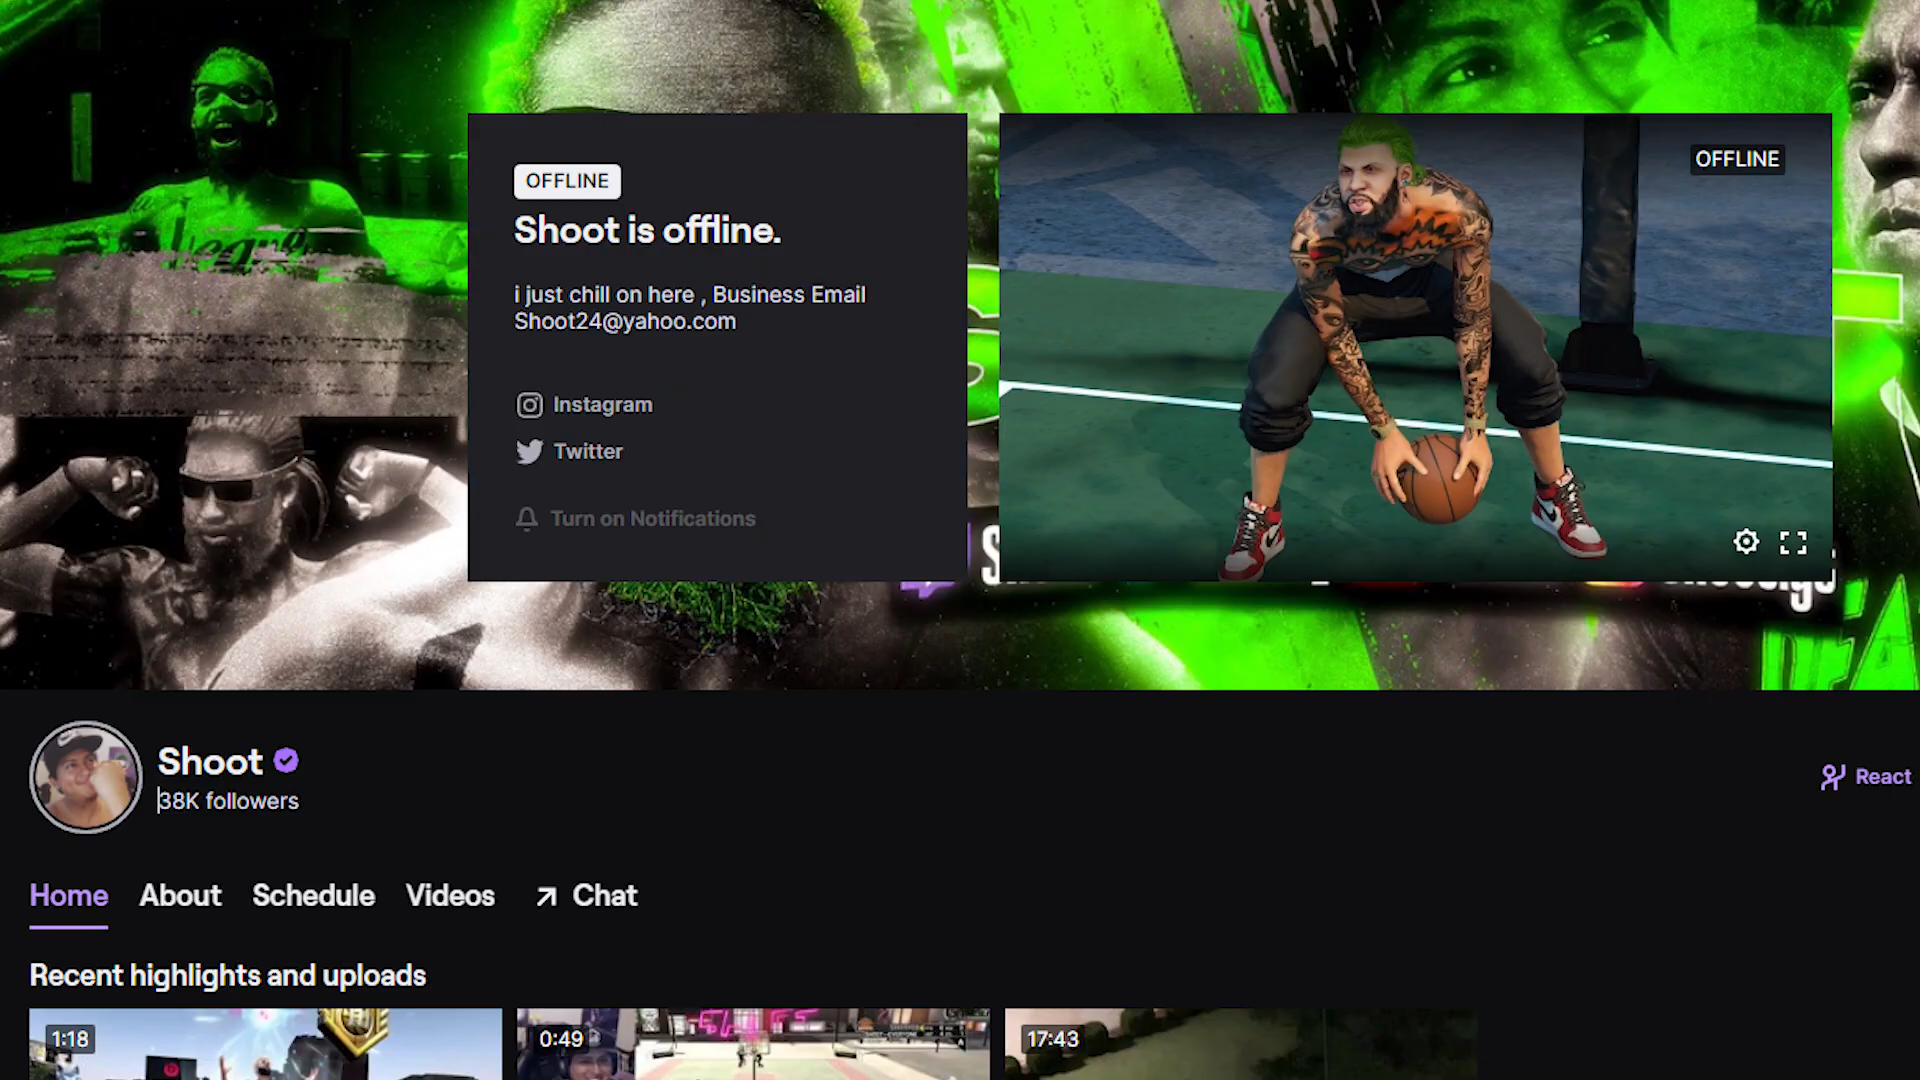 OFFLINE
Shoot is offline.
i just chill on here , Business Email
Shoot24@yahoo.com
Instagram
Twitter
Turn on Notifications
OFFLINE
Shoot
38K followers
React
Home About Schedule Videos Chat
Recent highlights and uploads
1:18
0:49
17:43